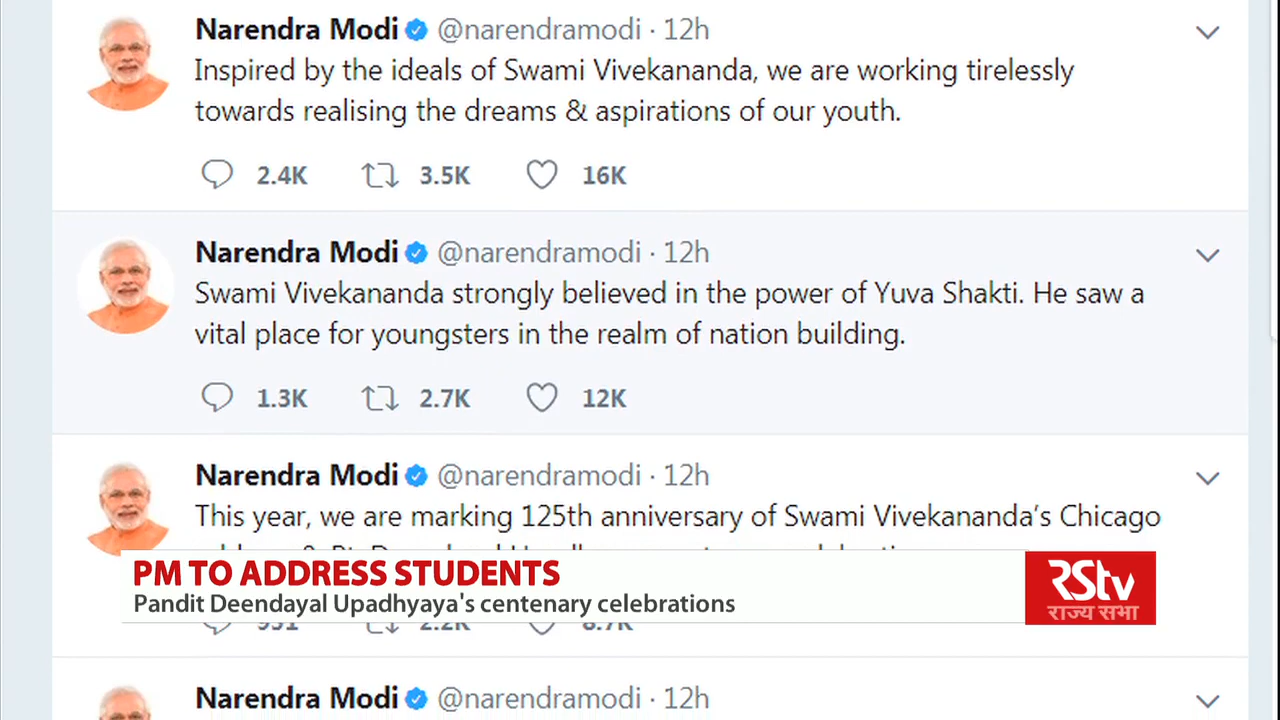 Narendra Modi @narendramodi · 12h
Inspired by the ideals of Swami Vivekananda, we are working tirelessly
towards realising the dreams & aspirations of our youth.
2.4K 3.5K 16K
Narendra Modi @narendramodi · 12h
Swami Vivekananda strongly believed in the power of Yuva Shakti. He saw a
vital place for youngsters in the realm of nation building.
1.3K 2.7K 12K
Narendra Modi @narendramodi · 12h
This year, we are marking 125th anniversary of Swami Vivekananda's Chicago
PM TO ADDRESS STUDENTS
Pandit Deendayal Upadhyaya's centenary celebrations
RStv
राज्य सभा
2.2K 8.7K
Narendra Modi @narendramodi · 12h